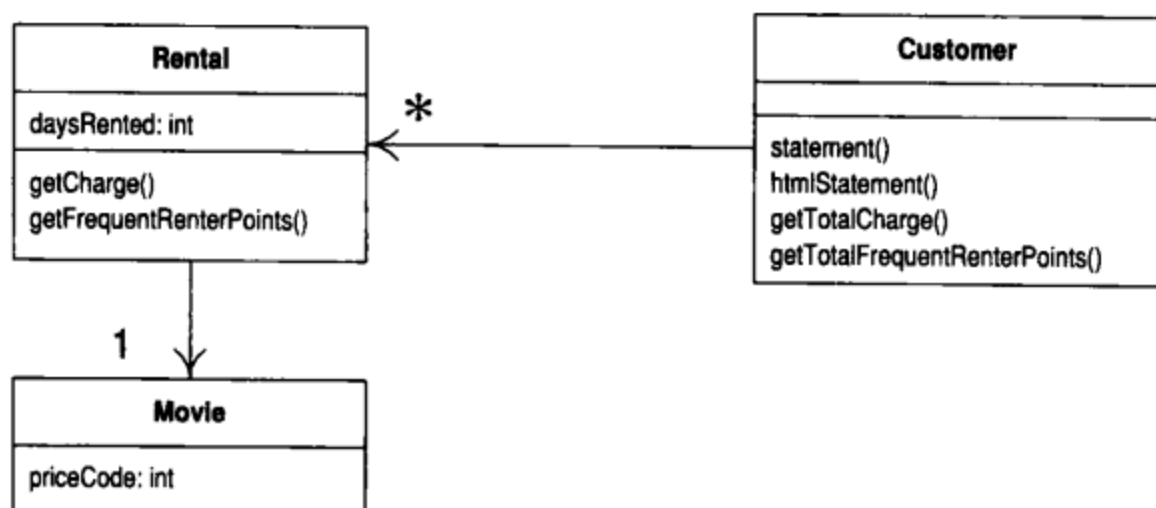 Rental
daysRented: int
getCharge()
getFrequentRenterPoints()
*
Customer
statement()
htmlStatement()
getTotalCharge()
getTotalFrequentRenterPoints()
1
Movie
priceCode: int